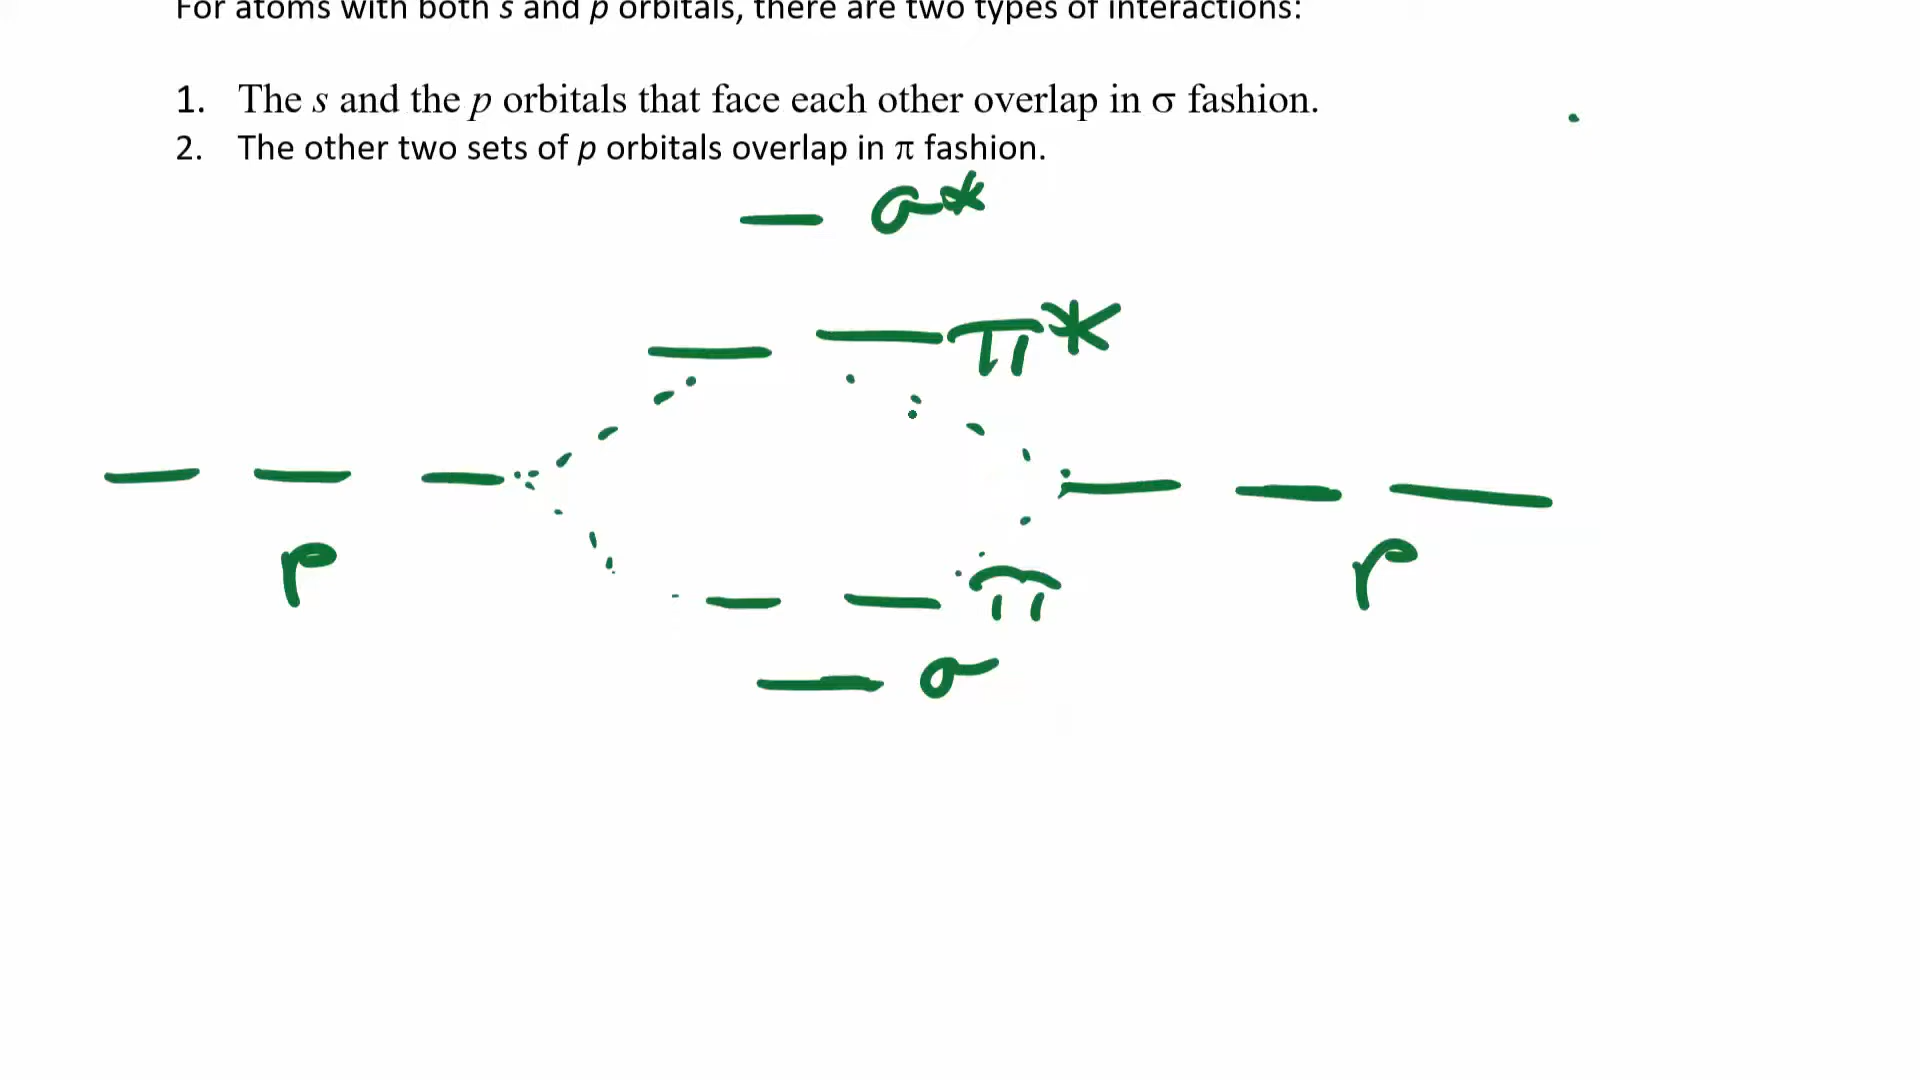 For atoms with both s and p orbitals, there are two types of interactions:
1. The s and the p orbitals that face each other overlap in σ fashion.
2. The other two sets of p orbitals overlap in π fashion.
σ*
π*
p
p
π
σ